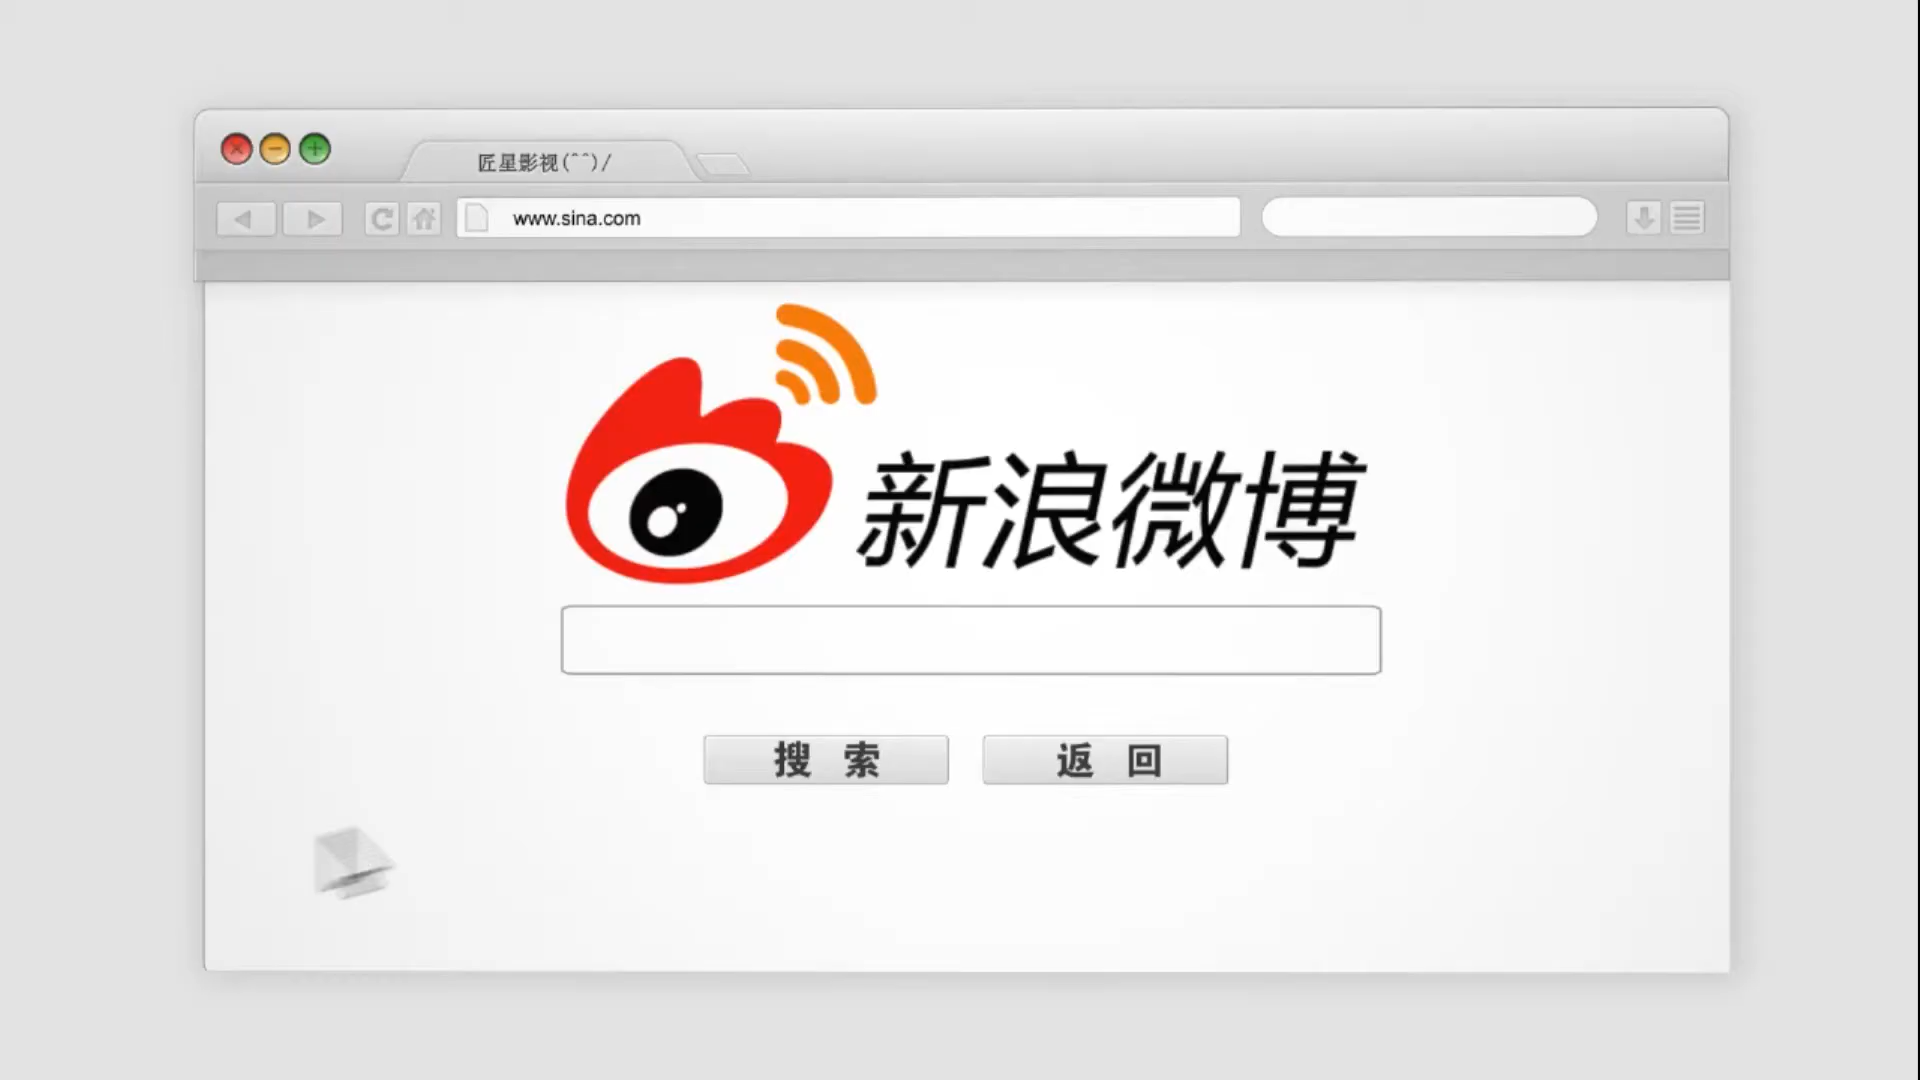 匠星影视(^^)/
www.sina.com
新浪微博
搜 索
返 回